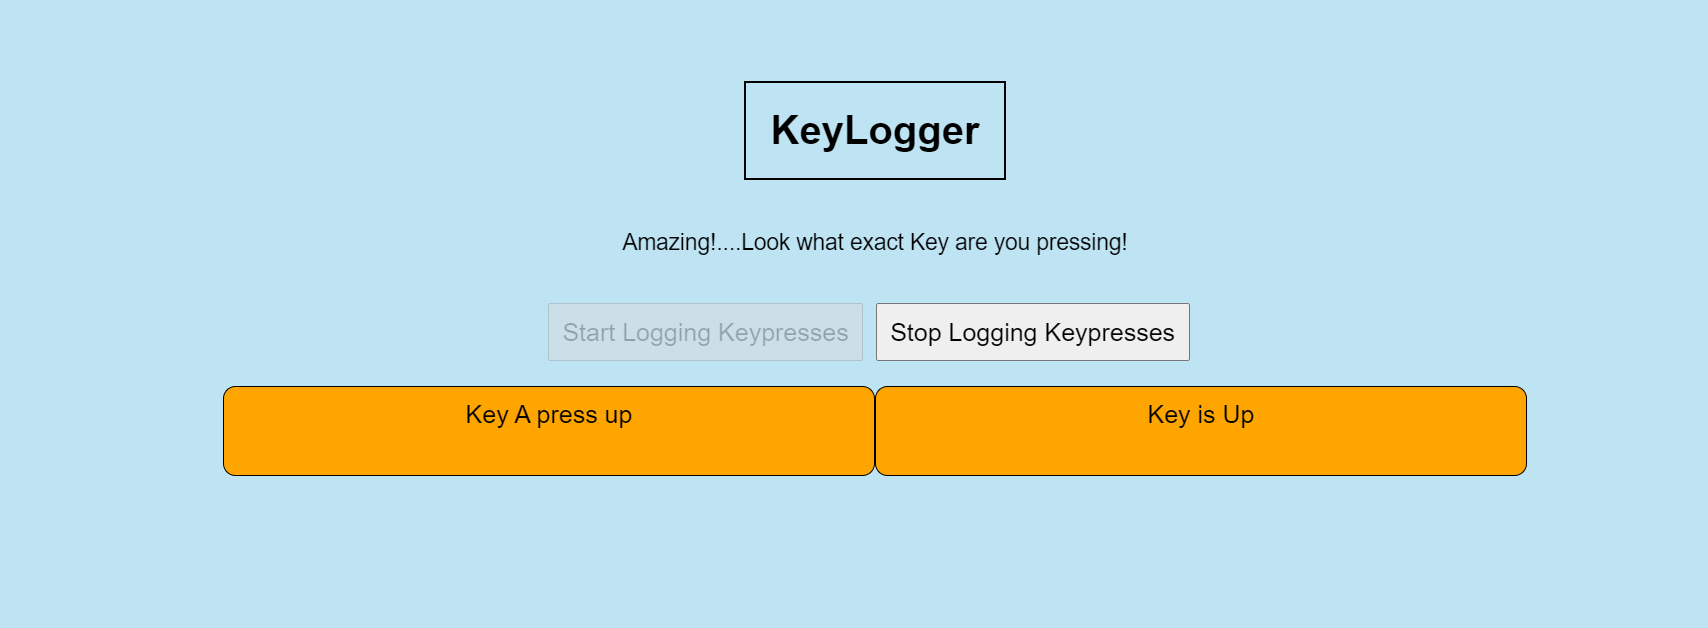 KeyLogger
Amazing!....Look what exact Key are you pressing!
Start Logging Keypresses
Stop Logging Keypresses
Key A press up
Key is Up